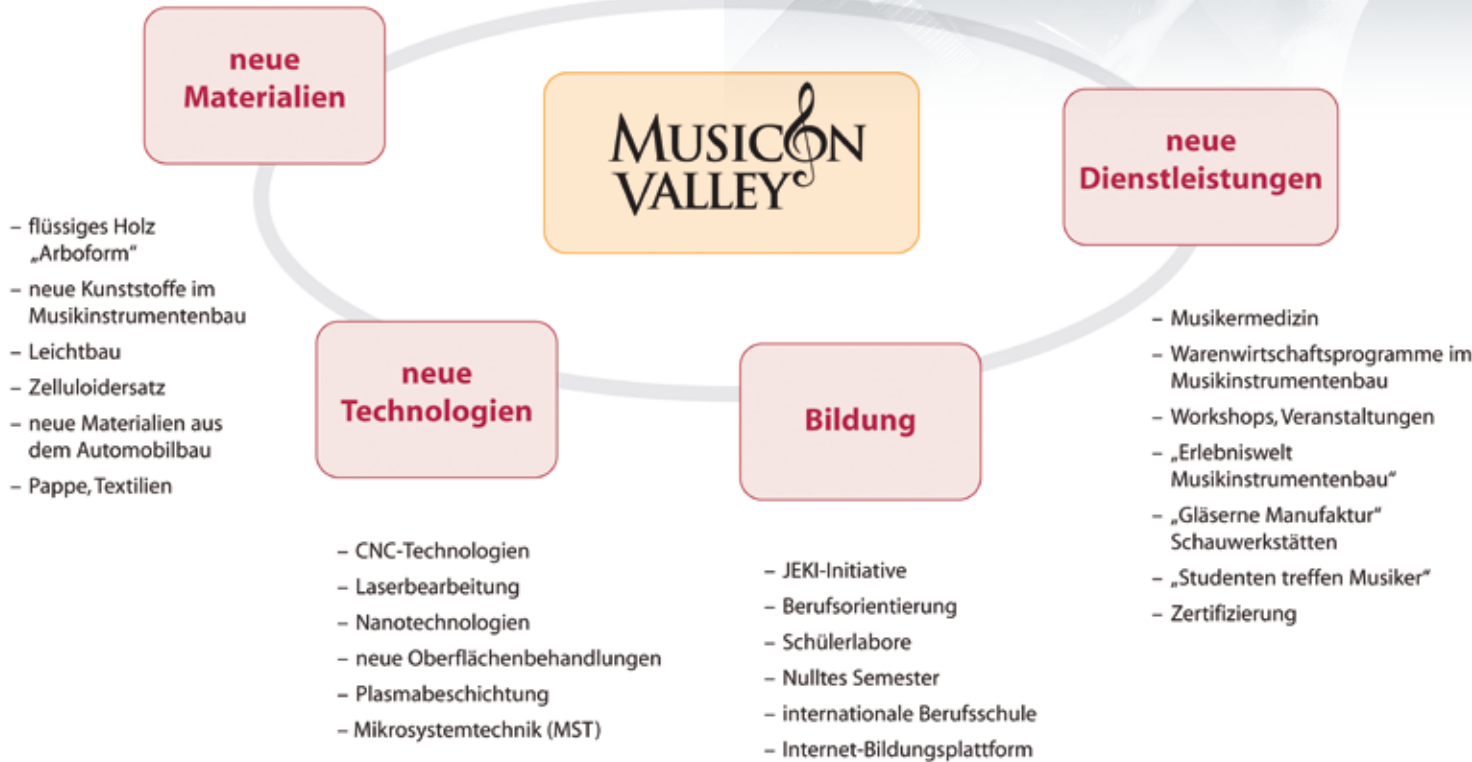 neue
Materialien
MUSICON
VALLEY
neue
Dienstleistungen
– flüssiges Holz
„Arboform“
– neue Kunststoffe im
Musikinstrumentenbau
– Leichtbau
– Zelluloidersatz
– neue Materialien aus
dem Automobilbau
– Pappe, Textilien
neue
Technologien
– CNC-Technologien
– Laserbearbeitung
– Nanotechnologien
– neue Oberflächenbehandlungen
– Plasmabeschichtung
– Mikrosystemtechnik (MST)
Bildung
– JEKI-Initiative
– Berufsorientierung
– Schülerlabore
– Nulltes Semester
– internationale Berufsschule
– Internet-Bildungsplattform
– Musikermedizin
– Warenwirtschaftsprogramme im
Musikinstrumentenbau
– Workshops, Veranstaltungen
– „Erlebniswelt
Musikinstrumentenbau“
– „Gläserne Manufaktur“
Schauwerkstätten
– „Studenten treffen Musiker“
– Zertifizierung